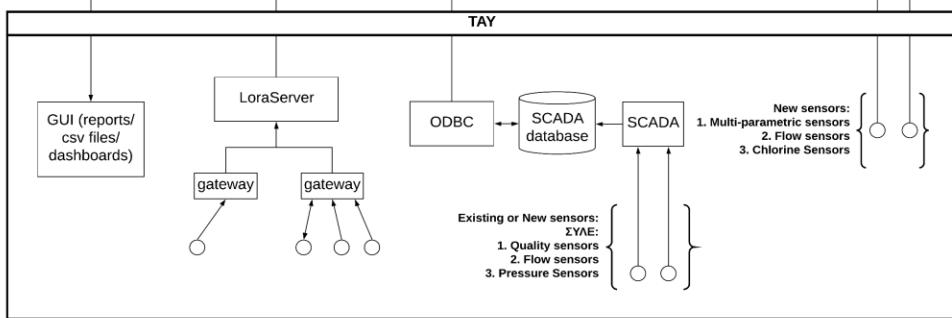 TAY
GUI (reports/
csv files/
dashboards)
LoraServer
gateway
gateway
ODBC
SCADA
database
SCADA
New sensors:
1. Multi-parametric sensors
2. Flow sensors
3. Chlorine Sensors
Existing or New sensors:
ΣΥΛΕ:
1. Quality sensors
2. Flow sensors
3. Pressure Sensors